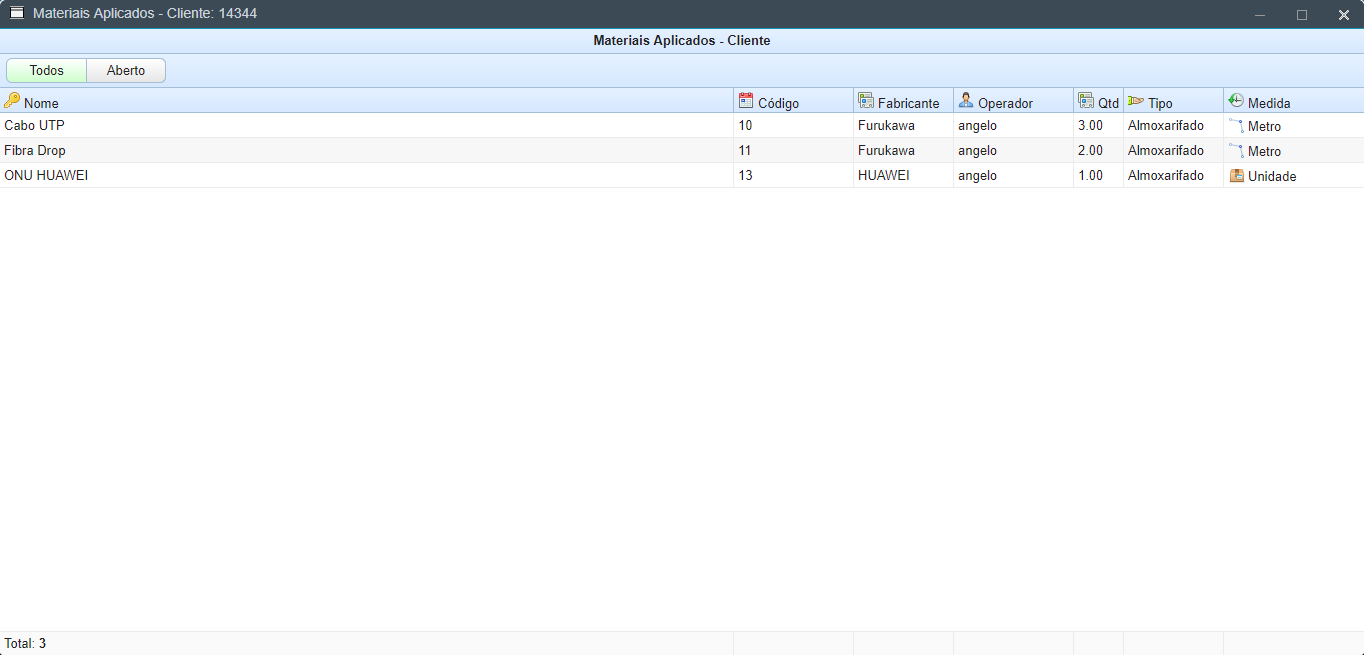 Materiais Aplicados - Cliente: 14344
Materiais Aplicados - Cliente
Todos Aberto
Nome Código Fabricante Operador Qtd Tipo Medida
Cabo UTP 10 Furukawa angelo 3.00 Almoxarifado Metro
Fibra Drop 11 Furukawa angelo 2.00 Almoxarifado Metro
ONU HUAWEI 13 HUAWEI angelo 1.00 Almoxarifado Unidade
Total: 3